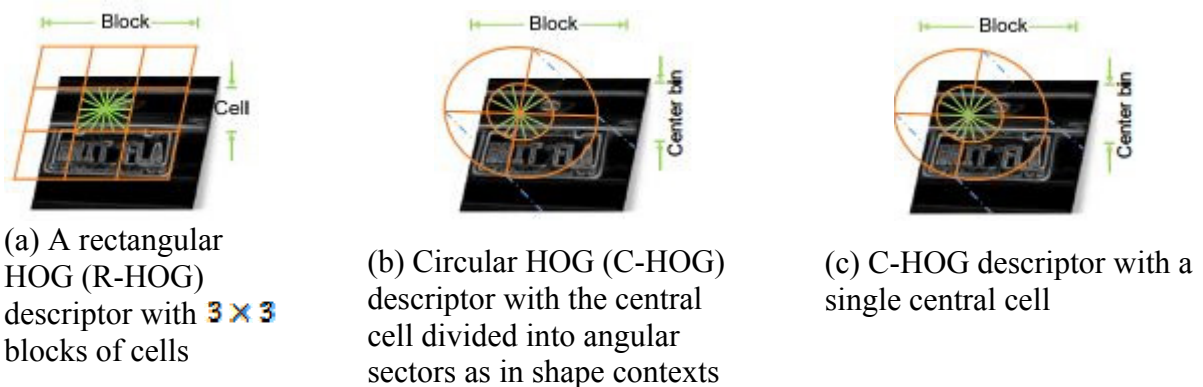 Block
Cell
Block
Center bin
Block
Center bin
(a) A rectangular
HOG (R-HOG)
descriptor with 3 × 3
blocks of cells
(b) Circular HOG (C-HOG)
descriptor with the central
cell divided into angular
sectors as in shape contexts
(c) C-HOG descriptor with a
single central cell